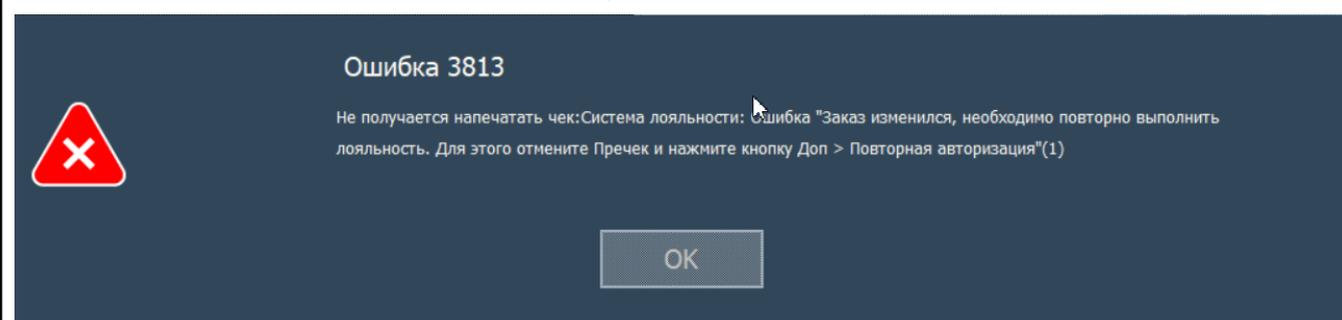 Ошибка 3813
Не получается напечатать чек:Система лояльности: Ошибка "Заказ изменился, необходимо повторно выполнить
лояльность. Для этого отмените Пречек и нажмите кнопку Доп > Повторная авторизация"(1)
OK